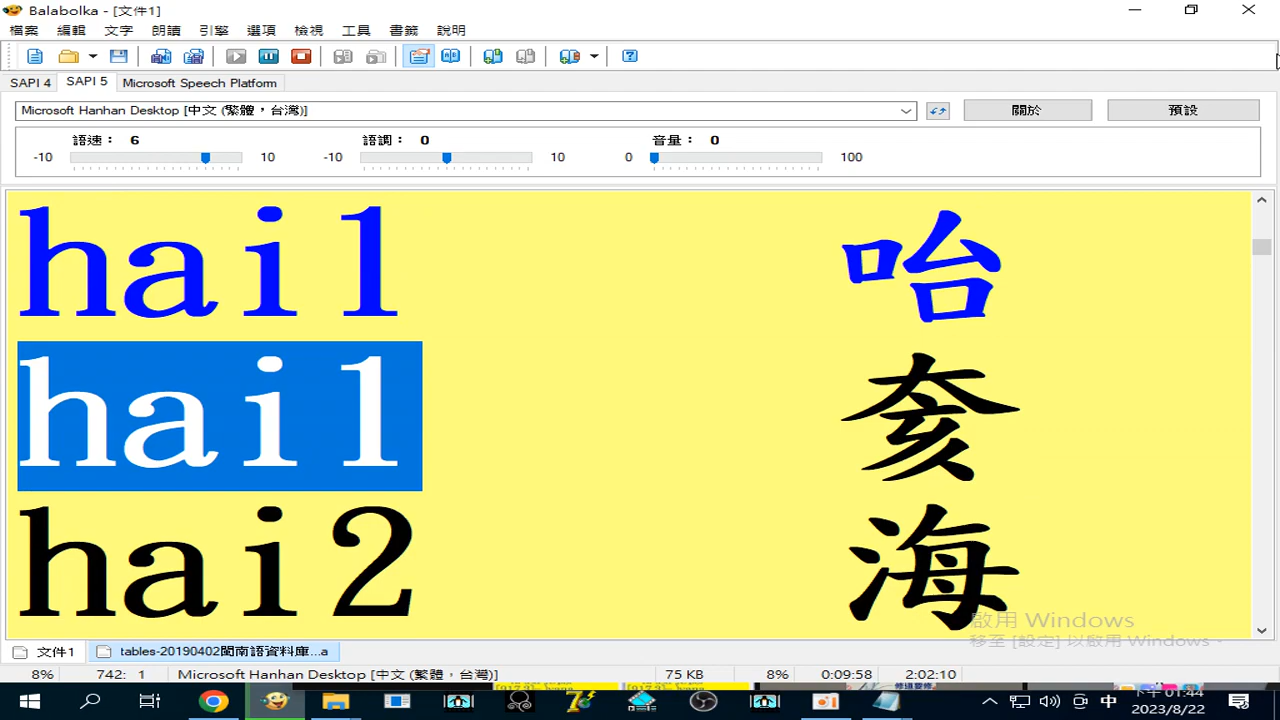 Balabolka - [文件1]
檔案 編輯 文字 朗讀 引擎 選項 檢視 工具 書籤 說明
SAPI 4 SAPI 5 Microsoft Speech Platform
Microsoft Hanhan Desktop [中文 (繁體，台灣)] 關於 預設
語速： 6 語調： 0 音量： 0
-10 10 -10 10 0 100
hai1 咍
hai1 奒
hai2 海
啟用 Windows
移至 [設定] 以啟用 Windows。
文件1 tables-20190402閩南語資料庫...a
8% 742: 1 Microsoft Hanhan Desktop [中文 (繁體，台灣)] 75 KB 8% 0:09:58 2:02:10
中 下午 01:44
2023/8/22